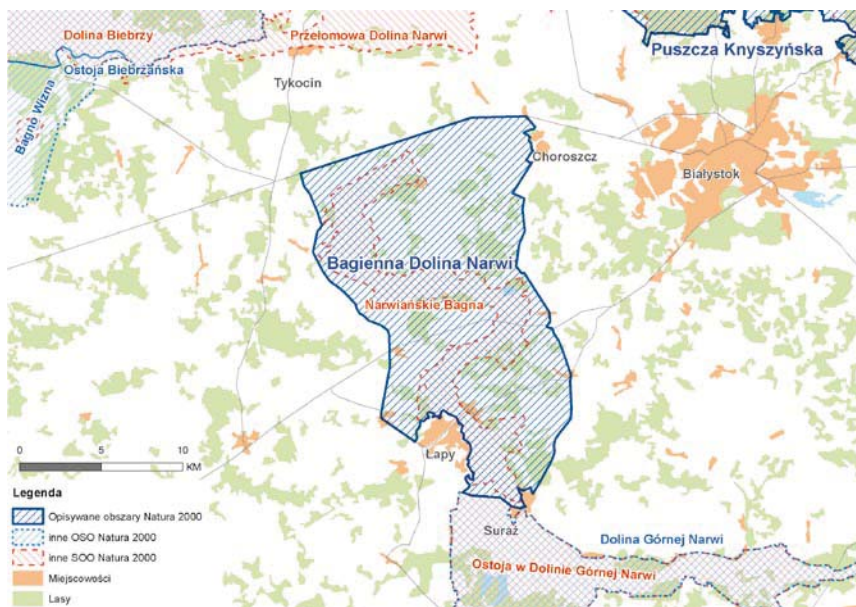 Dolina Biebrzy
Przełomowa Dolina Narwi
Puszcza Knyszyńska
Ostoja Biebrzańska
Tykocin
Bagno Wizna
Choroszcz
Białystok
Bagienna Dolina Narwi
Narwiańskie Bagna
0 5 10
KM
Łapy
Legenda
Opisywane obszary Natura 2000
inne OSO Natura 2000
inne SOO Natura 2000
Miejscowości
Lasy
Suraż
Dolina Górnej Narwi
Ostoja w Dolinie Górnej Narwi